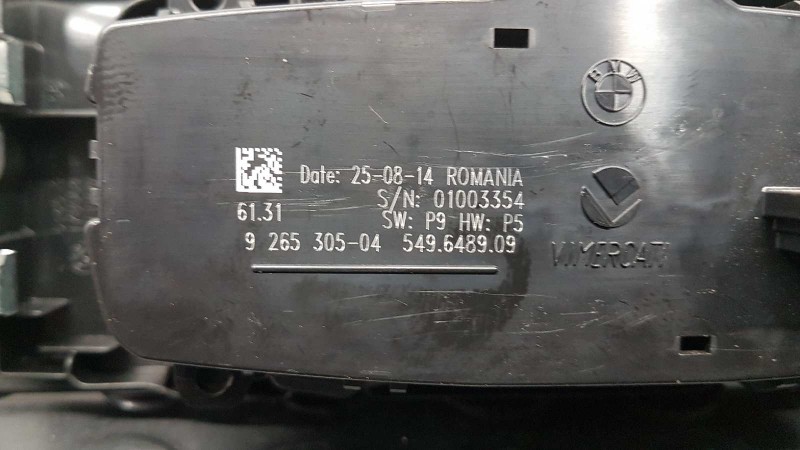 BMW
Date: 25-08-14 ROMANIA
S/N: 01003354
61.31 SW: P9 HW: P5
9 265 305-04 549.6489.09
VIMERCATI